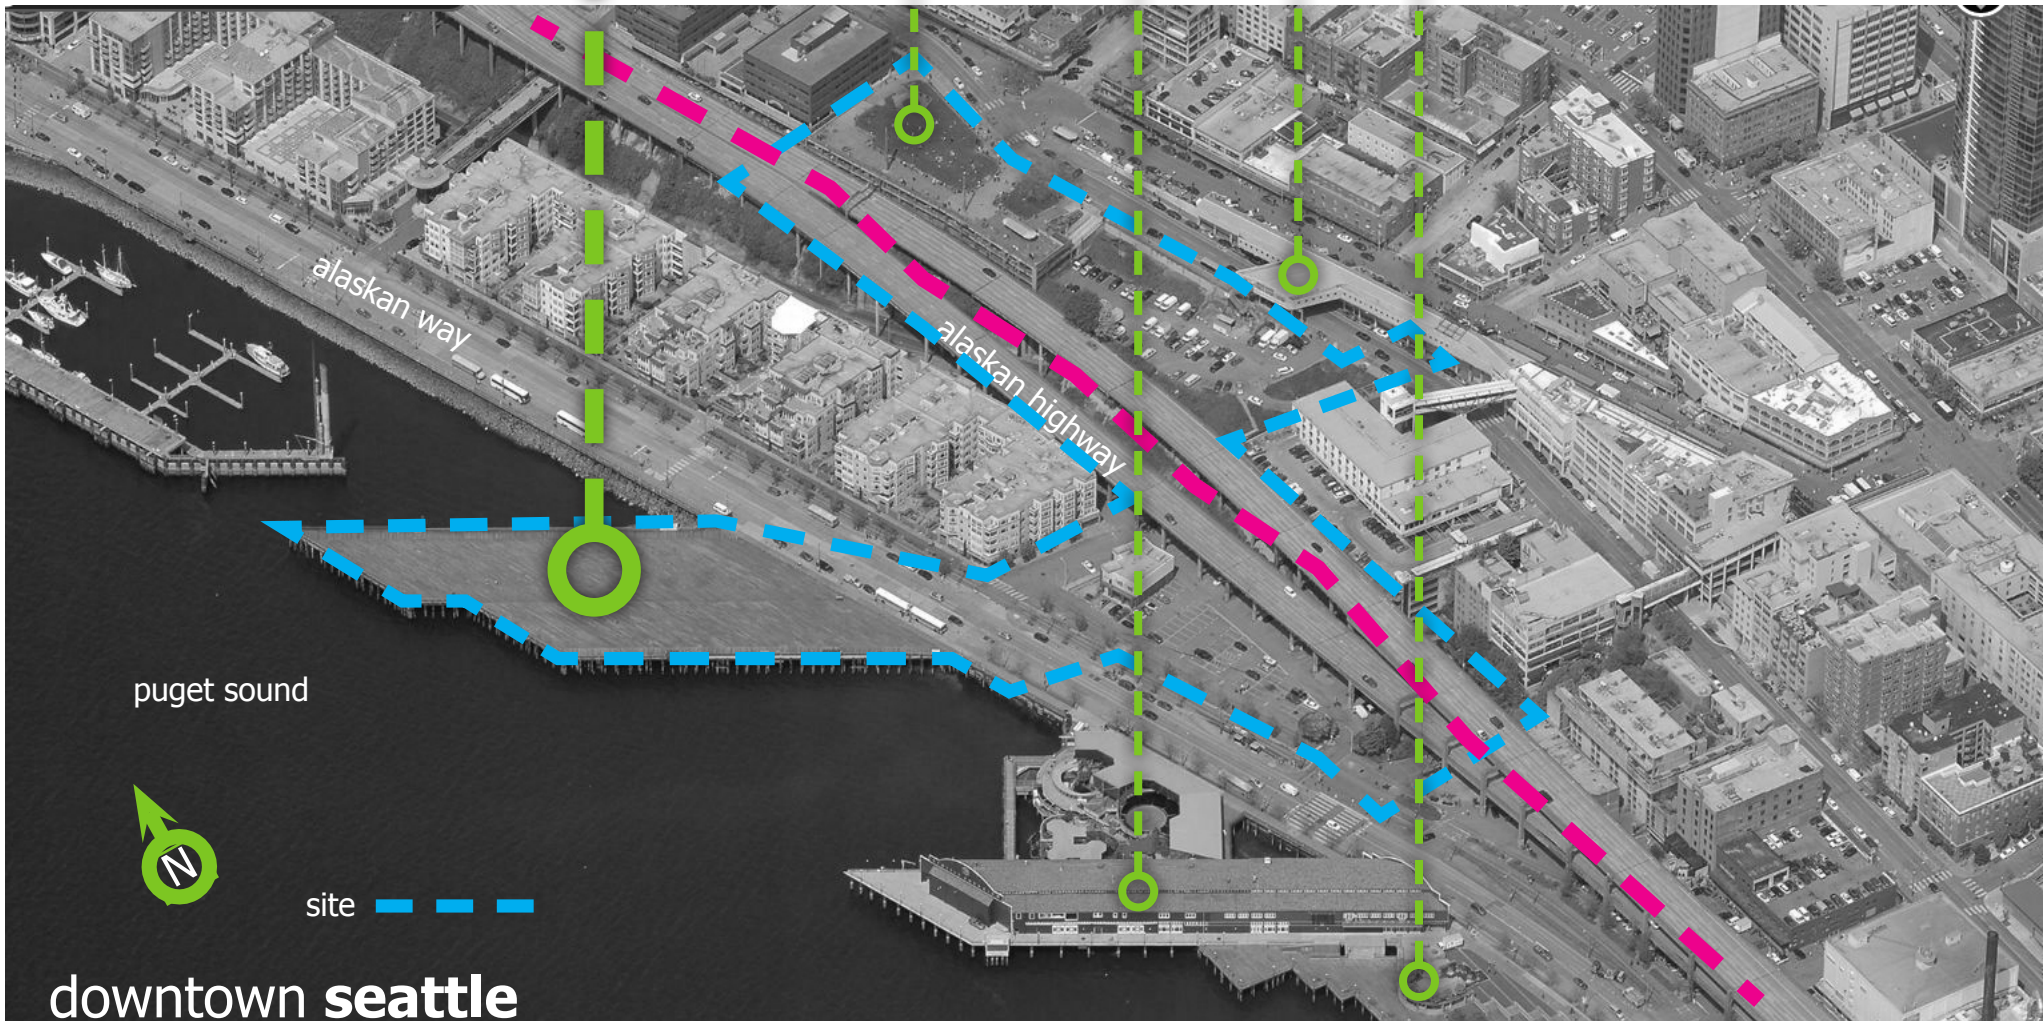 alaskan way
alaskan highway
puget sound
N
site
downtown seattle